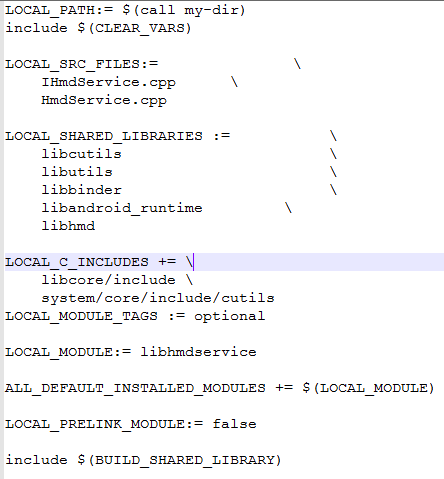 LOCAL_PATH:= $(call my-dir)
include $(CLEAR_VARS)

LOCAL_SRC_FILES:=                 \
    IHmdService.cpp       \
    HmdService.cpp

LOCAL_SHARED_LIBRARIES :=             \
    libcutils                         \
    libutils                          \
    libbinder                         \
    libandroid_runtime          \
    libhmd

LOCAL_C_INCLUDES += \
    libcore/include \
    system/core/include/cutils
LOCAL_MODULE_TAGS := optional

LOCAL_MODULE:= libhmdservice

ALL_DEFAULT_INSTALLED_MODULES += $(LOCAL_MODULE)

LOCAL_PRELINK_MODULE:= false

include $(BUILD_SHARED_LIBRARY)